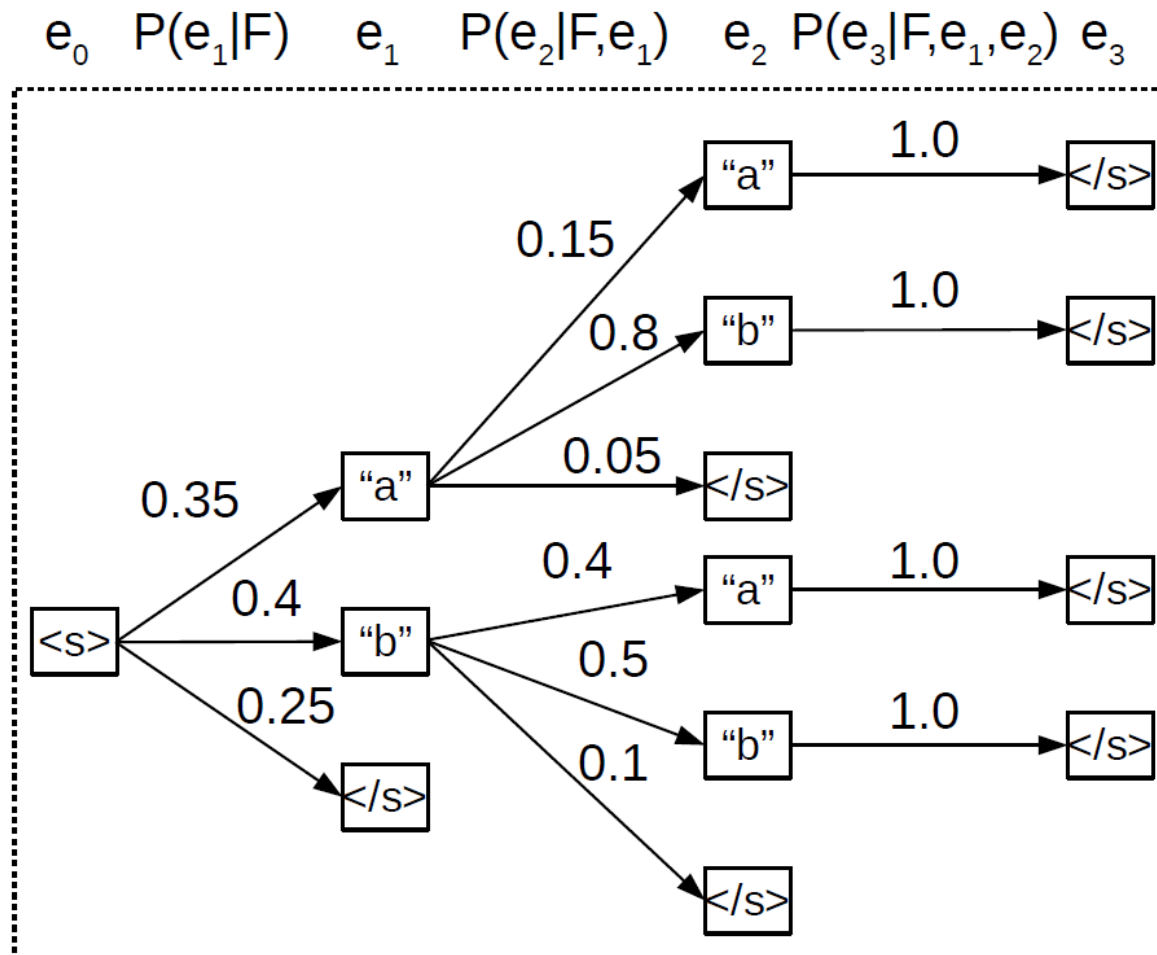 e0 P(e1|F) e1 P(e2|F,e1) e2 P(e3|F,e1,e2) e3
“a” 1.0 </s>
0.15
“b” 1.0 </s>
0.8
0.05
“a” </s>
0.35
0.4 “a” 1.0 </s>
<s> 0.4 “b”
0.5
0.25
“b” 1.0 </s>
0.1
</s>
</s>